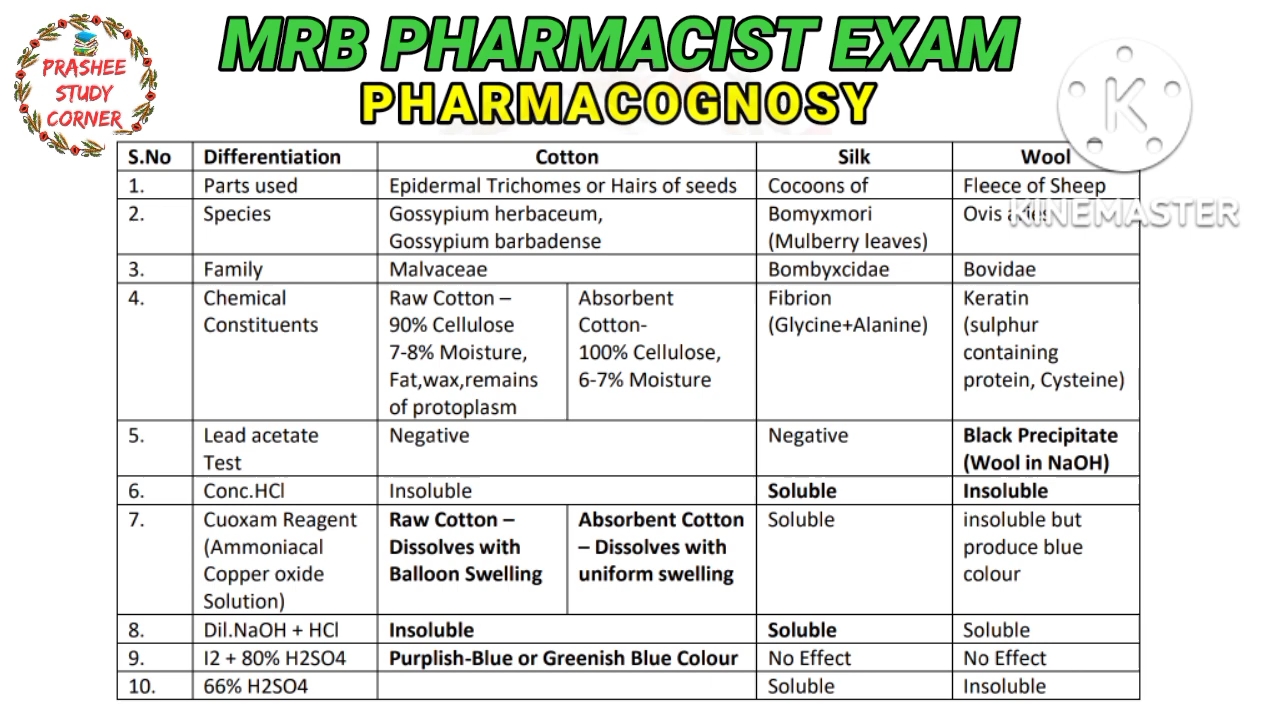 PRASHEE
STUDY
CORNER
MRB PHARMACIST EXAM
PHARMACOGNOSY
K
KINEMASTER
S.No Differentiation Cotton Silk Wool
1. Parts used Epidermal Trichomes or Hairs of seeds Cocoons of Fleece of Sheep
2. Species Gossypium herbaceum, Bomyxmori Ovis aries
Gossypium barbadense (Mulberry leaves)
3. Family Malvaceae Bombyxcidae Bovidae
4. Chemical Raw Cotton – Absorbent Fibrion Keratin
Constituents 90% Cellulose Cotton- (Glycine+Alanine) (sulphur
7-8% Moisture, 100% Cellulose, containing
Fat,wax,remains 6-7% Moisture protein, Cysteine)
of protoplasm
5. Lead acetate Negative Negative Black Precipitate
Test (Wool in NaOH)
6. Conc.HCl Insoluble Soluble Insoluble
7. Cuoxam Reagent Raw Cotton – Absorbent Cotton Soluble insoluble but
(Ammoniacal Dissolves with – Dissolves with produce blue
Copper oxide Balloon Swelling uniform swelling colour
Solution)
8. Dil.NaOH + HCl Insoluble Soluble Soluble
9. I2 + 80% H2SO4 Purplish-Blue or Greenish Blue Colour No Effect No Effect
10. 66% H2SO4 Soluble Insoluble